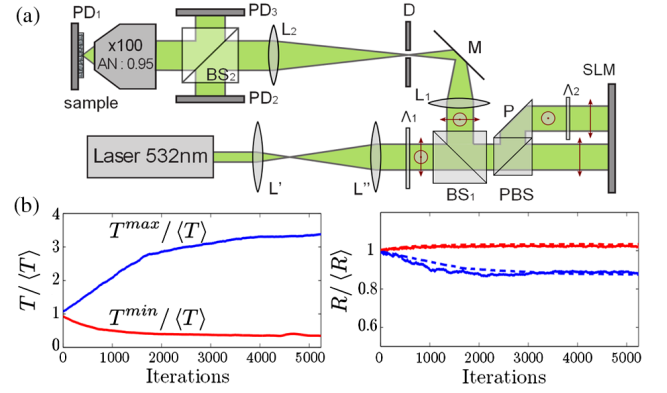 (a)
PD1
PD3
D
L2
M
x100
AN : 0.95
BS2
SLM
L1
Λ2
sample
PD2
P
Λ1
Laser 532nm
L'
L''
BS1
PBS
(b)
T^max / ⟨T⟩
T^min / ⟨T⟩
T / ⟨T⟩
4
3
2
1
0
0 1000 2000 3000 4000 5000
Iterations
R / ⟨R⟩
1
0.8
0.6
0 1000 2000 3000 4000 5000
Iterations